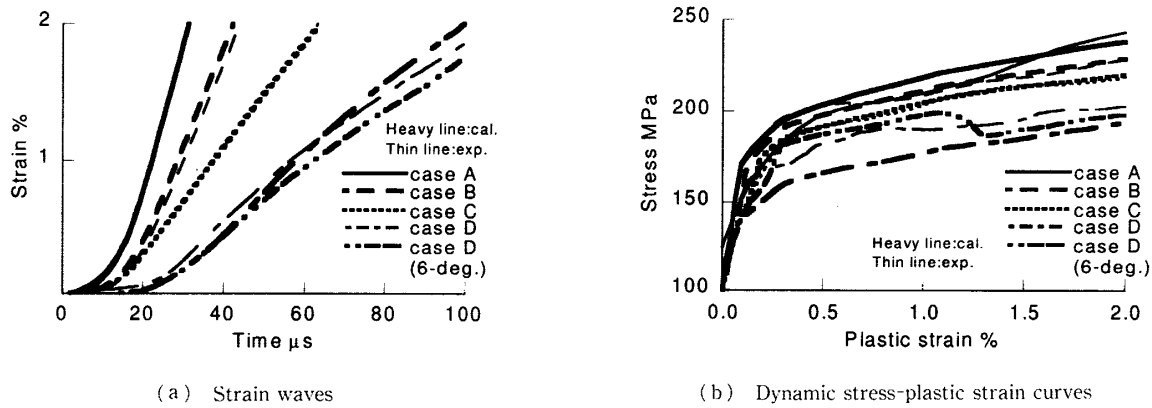 2
1
Strain %
Heavy line:cal.
Thin line:exp.
case A
case B
case C
case D
case D
(6-deg.)
0 20 40 60 80 100
Time μs
(a) Strain waves
250
200
150
100
Stress MPa
case A
case B
case C
case D
case D
(6-deg.)
Heavy line:cal.
Thin line:exp.
0.0 0.5 1.0 1.5 2.0
Plastic strain %
(b) Dynamic stress-plastic strain curves